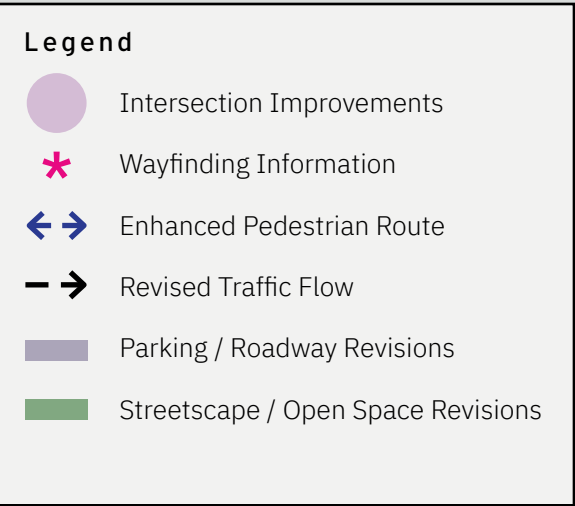 Legend
Intersection Improvements
Wayfinding Information
Enhanced Pedestrian Route
Revised Traffic Flow
Parking / Roadway Revisions
Streetscape / Open Space Revisions